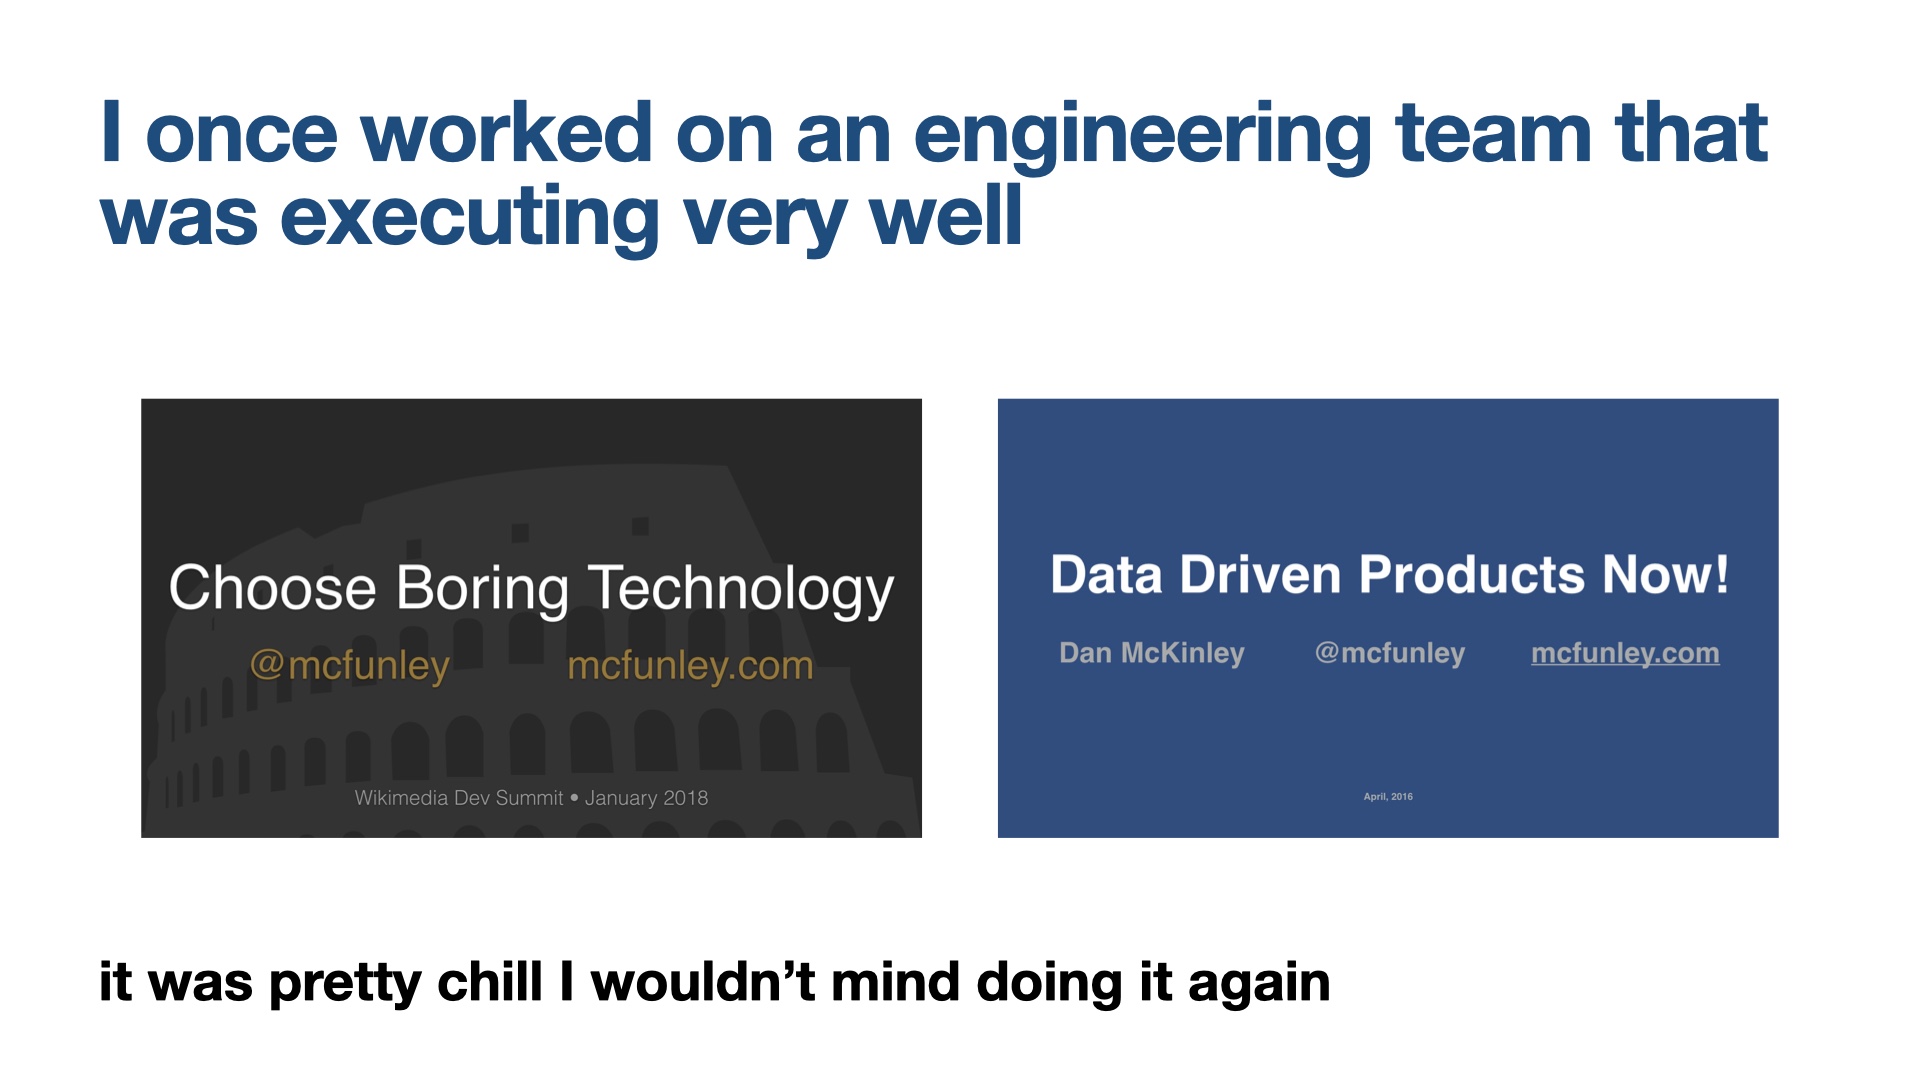 I once worked on an engineering team that
was executing very well
Choose Boring Technology
@mcfunley mcfunley.com
Wikimedia Dev Summit • January 2018
Data Driven Products Now!
Dan McKinley @mcfunley mcfunley.com
April, 2016
it was pretty chill I wouldn’t mind doing it again